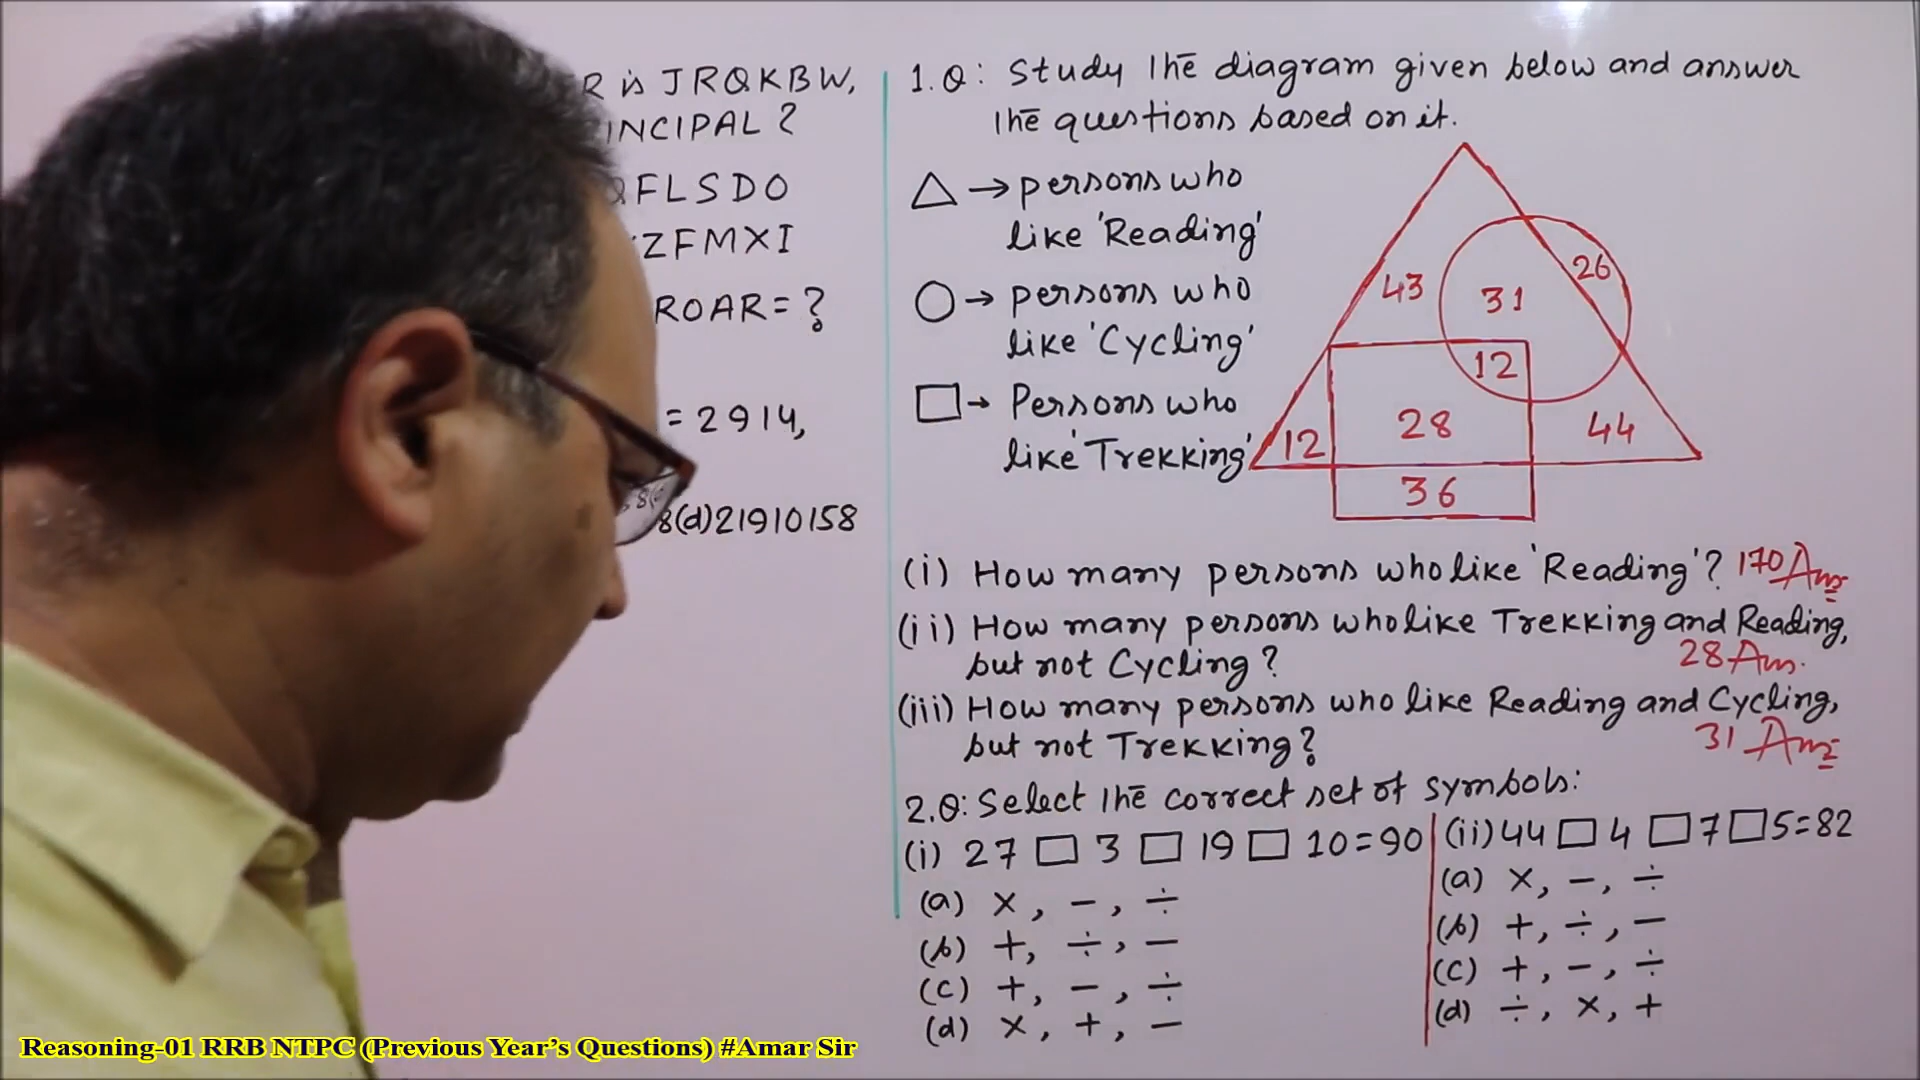 R is JRQKBW,
INCIPAL ?
QFLSDO
ZFMXI
ROAR = ?
= 2914,
8(d)21910158
1.Q: Study the diagram given below and answer
the questions based on it.
△ → persons who
like 'Reading'
○ → persons who
like 'Cycling'
□ → Persons who
like 'Trekking'
43
31
26
12
12
28
44
36
(i) How many persons who like 'Reading'? 170 Ans
(ii) How many persons who like Trekking and Reading,
but not Cycling? 28 Ans.
(iii) How many persons who like Reading and Cycling,
but not Trekking? 31 Ans
2.Q: Select the correct set of symbols:
(i) 27 □ 3 □ 19 □ 10 = 90
(a) ×, −, ÷
(b) +, ÷, −
(c) +, −, ÷
(d) ×, +, −
(ii) 44 □ 4 □ 7 □ 5 = 82
(a) ×, −, ÷
(b) +, ÷, −
(c) +, −, ÷
(d) ÷, ×, +
Reasoning-01 RRB NTPC (Previous Year's Questions) #Amar Sir